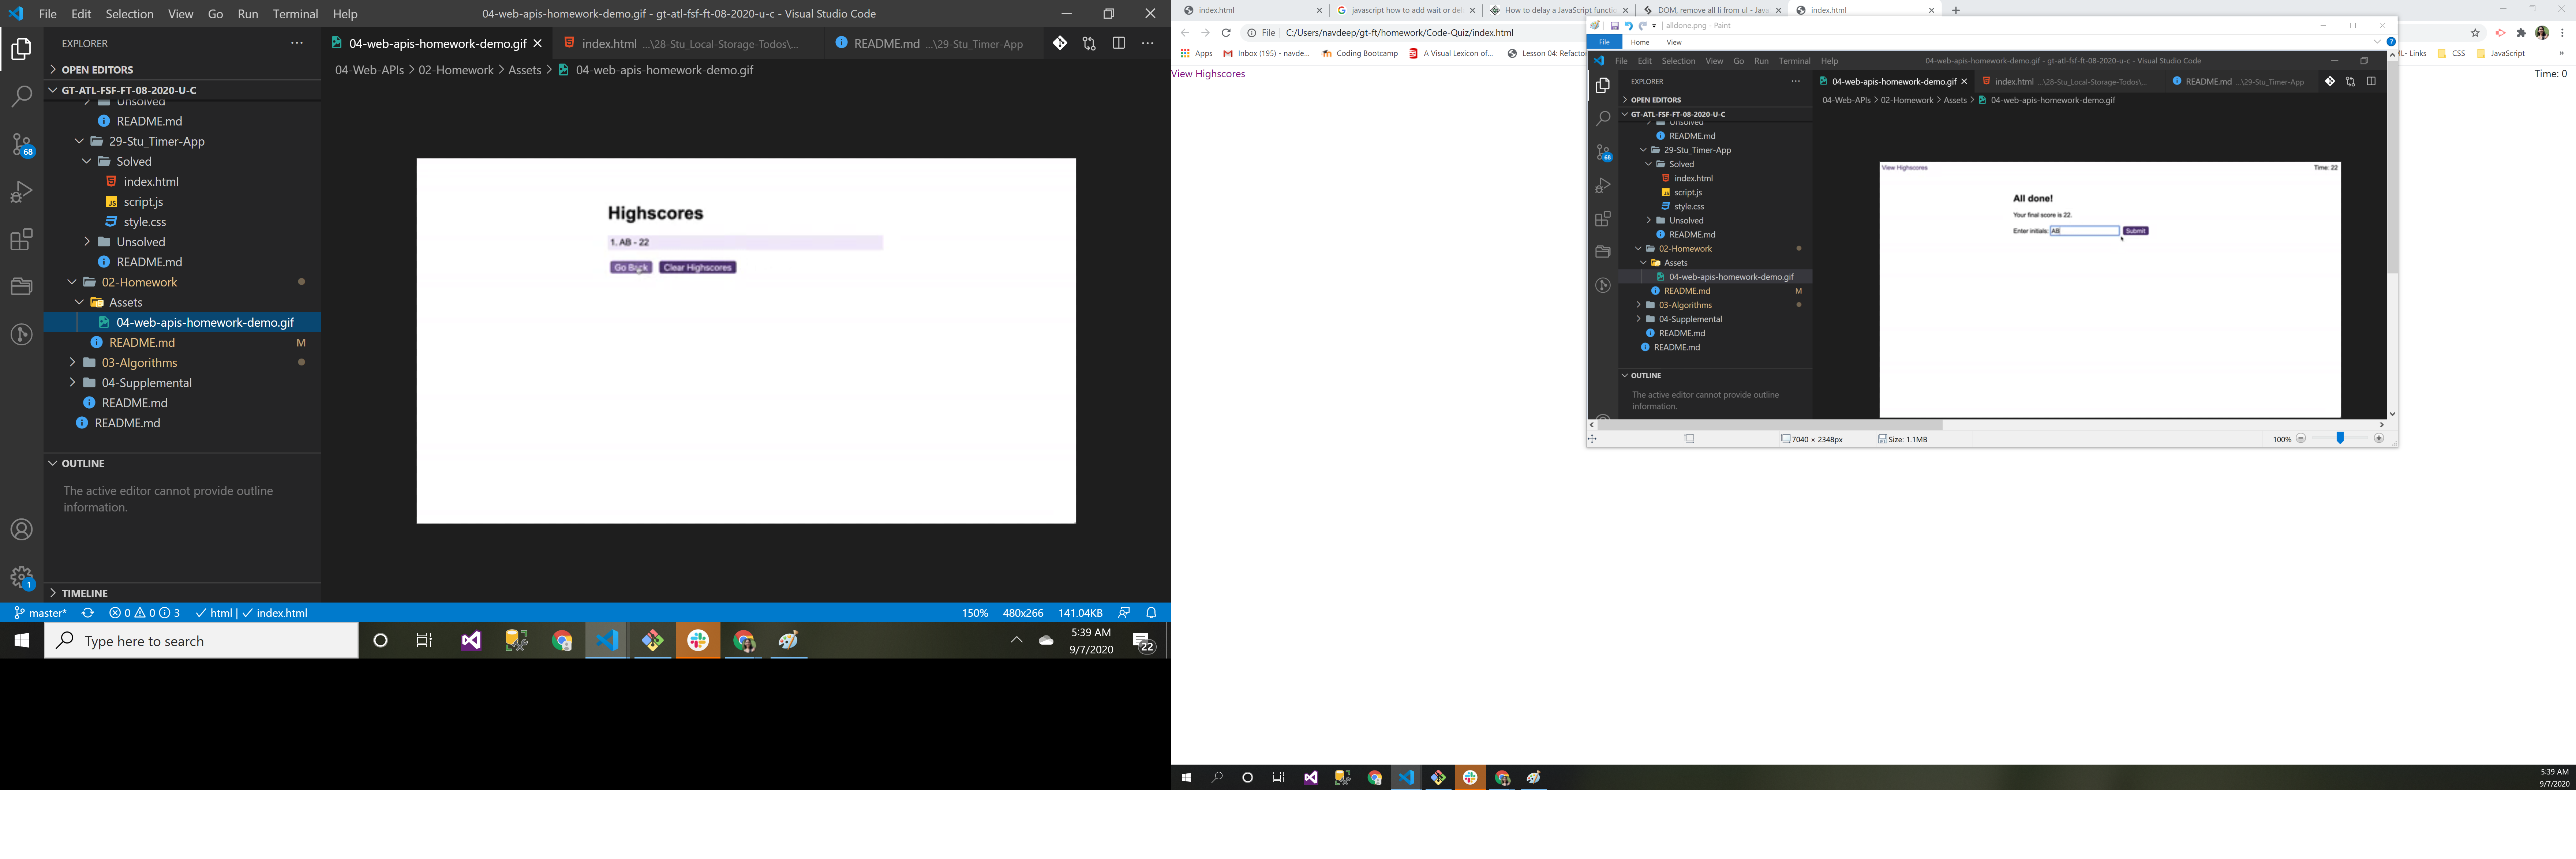 File Edit Selection View Go Run Terminal Help
04-web-apis-homework-demo.gif - gt-atl-fsf-ft-08-2020-u-c - Visual Studio Code
EXPLORER
04-web-apis-homework-demo.gif
index.html ...\28-Stu_Local-Storage-Todos\...
README.md ...\29-Stu_Timer-App
OPEN EDITORS
04-Web-APIs > 02-Homework > Assets > 04-web-apis-homework-demo.gif
GT-ATL-FSF-FT-08-2020-U-C
Unsolved
README.md
29-Stu_Timer-App
Solved
index.html
script.js
style.css
Unsolved
README.md
02-Homework
Assets
04-web-apis-homework-demo.gif
README.md M
03-Algorithms
04-Supplemental
README.md
README.md
OUTLINE
The active editor cannot provide outline
information.
TIMELINE
68
1
Highscores
1. AB - 22
Go Back Clear Highscores
master* 0 0 3 html | index.html
150% 480x266 141.04KB
Type here to search
5:39 AM
9/7/2020
22
index.html
javascript how to add wait or del
How to delay a JavaScript functio
DOM, remove all li from ul - Java
index.html
File C:/Users/navdeep/gt-ft/homework/Code-Quiz/index.html
Apps Inbox (195) - navde... Coding Bootcamp A Visual Lexicon of... Lesson 04: Refacto
ML- Links CSS JavaScript »
View Highscores
Time: 0
alldone.png - Paint
File Home View
File Edit Selection View Go Run Terminal Help
04-web-apis-homework-demo.gif - gt-atl-fsf-ft-08-2020-u-c - Visual Studio Code
EXPLORER
04-web-apis-homework-demo.gif
index.html ...\28-Stu_Local-Storage-Todos\...
README.md ...\29-Stu_Timer-App
OPEN EDITORS
04-Web-APIs > 02-Homework > Assets > 04-web-apis-homework-demo.gif
GT-ATL-FSF-FT-08-2020-U-C
Unsolved
README.md
29-Stu_Timer-App
Solved
index.html
script.js
style.css
Unsolved
README.md
02-Homework
Assets
04-web-apis-homework-demo.gif
README.md M
03-Algorithms
04-Supplemental
README.md
README.md
OUTLINE
The active editor cannot provide outline
information.
68
View Highscores
Time: 22
All done!
Your final score is 22.
Enter initials: AB Submit
7040 × 2348px
Size: 1.1MB
100%
5:39 AM
9/7/2020